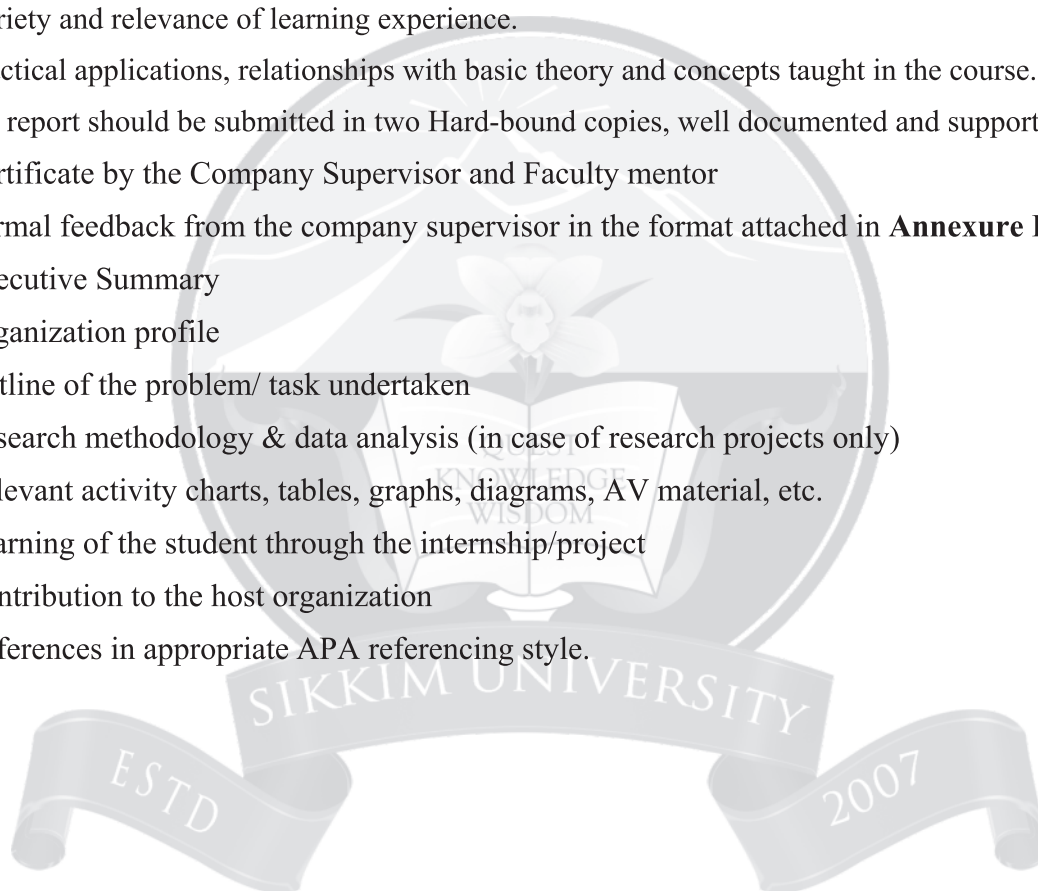 riety and relevance of learning experience.
ctical applications, relationships with basic theory and concepts taught in the course.
report should be submitted in two Hard-bound copies, well documented and support
rtificate by the Company Supervisor and Faculty mentor
rmal feedback from the company supervisor in the format attached in Annexure
ecutive Summary
ganization profile
tline of the problem/ task undertaken
search methodology & data analysis (in case of research projects only)
levant activity charts, tables, graphs, diagrams, AV material, etc.
arning of the student through the internship/project
ntribution to the host organization
ferences in appropriate APA referencing style.
QUEST
KNOWLEDGE
WISDOM
SIKKIM UNIVERSITY
ESTD 2007